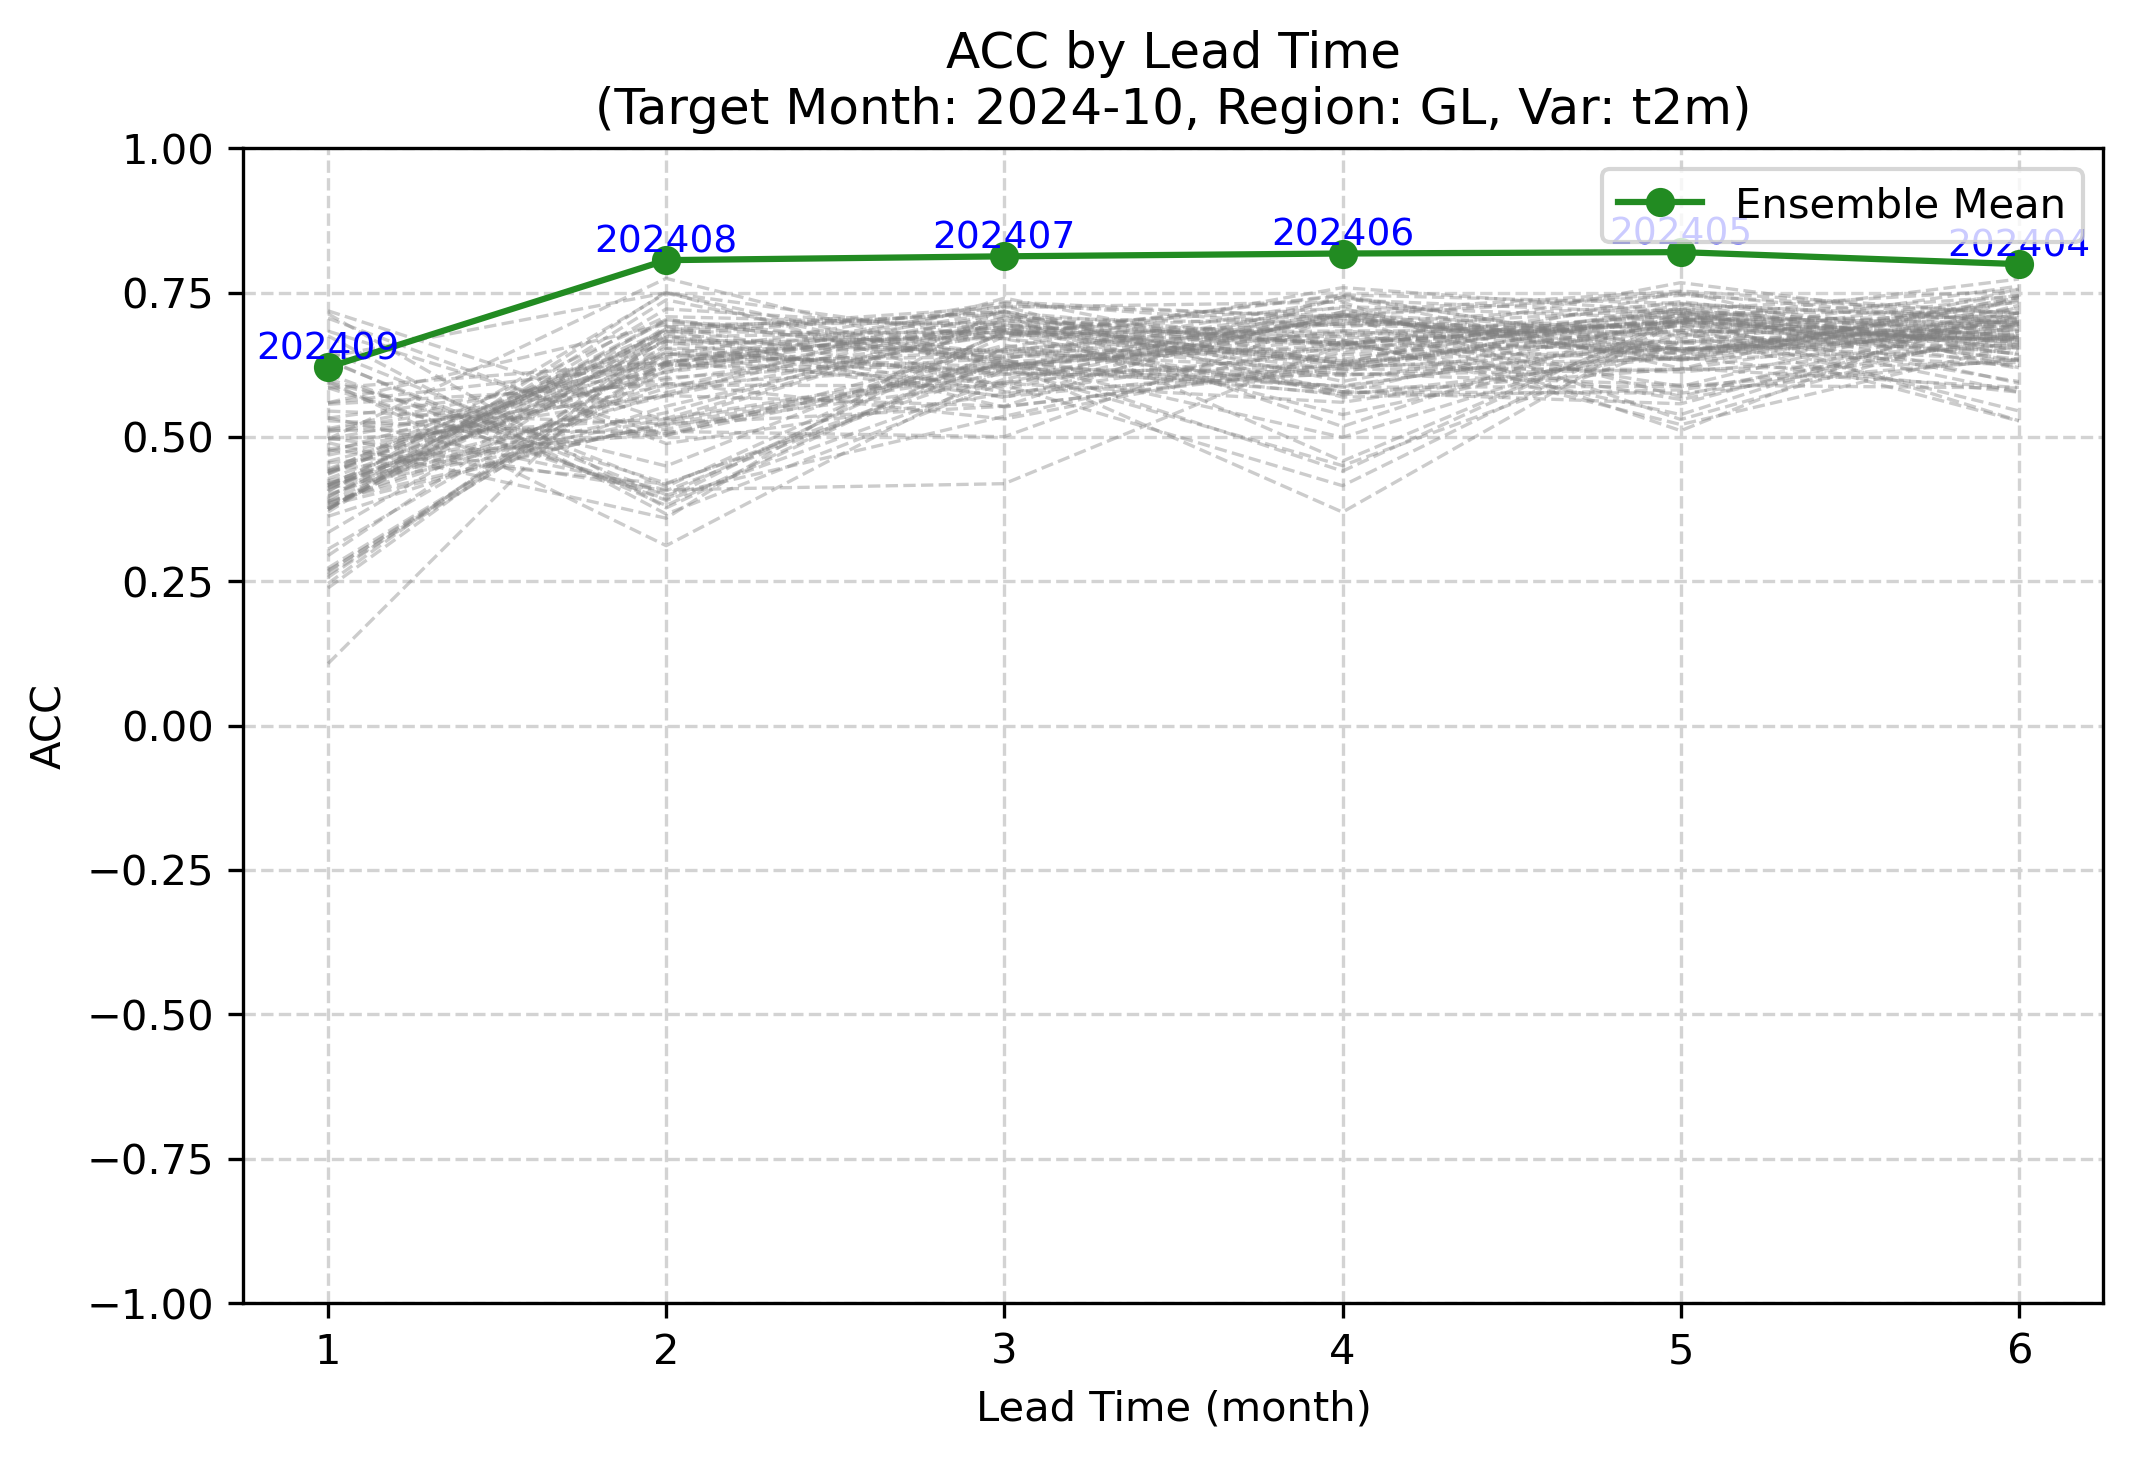 ACC by Lead Time
(Target Month: 2024-10, Region: GL, Var: t2m)
1.00
0.75
0.50
0.25
0.00
−0.25
−0.50
−0.75
−1.00
ACC
Ensemble Mean
202409
202408
202407
202406
202405
202404
1 2 3 4 5 6
Lead Time (month)